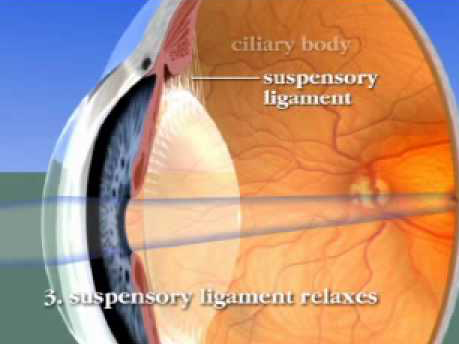 ciliary body
suspensory
ligament
3. suspensory ligament relaxes